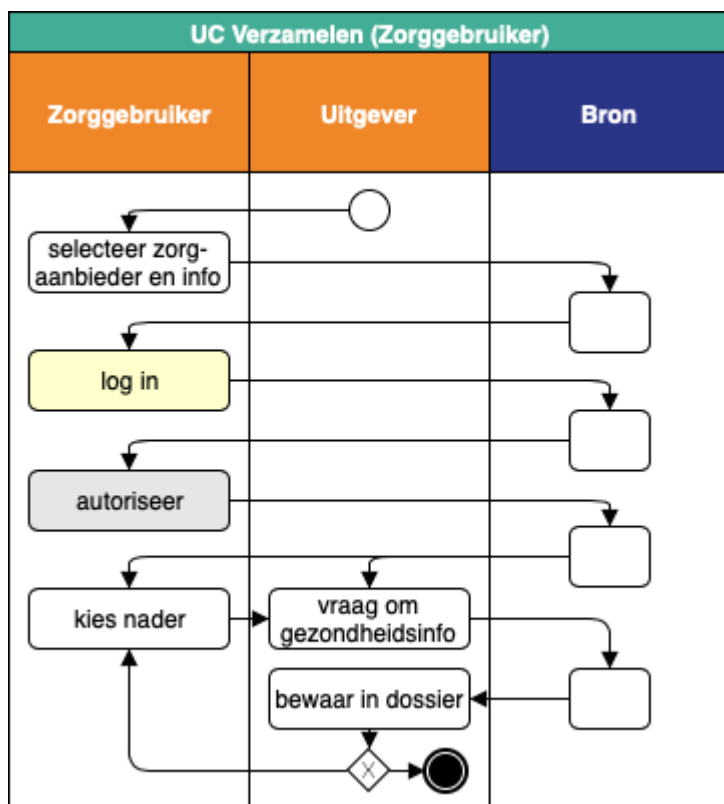 UC Verzamelen (Zorggebruiker)
Zorggebruiker
Uitgever
Bron
selecteer zorg-
aanbieder en info
log in
autoriseer
kies nader
vraag om
gezondheidsinfo
bewaar in dossier
X